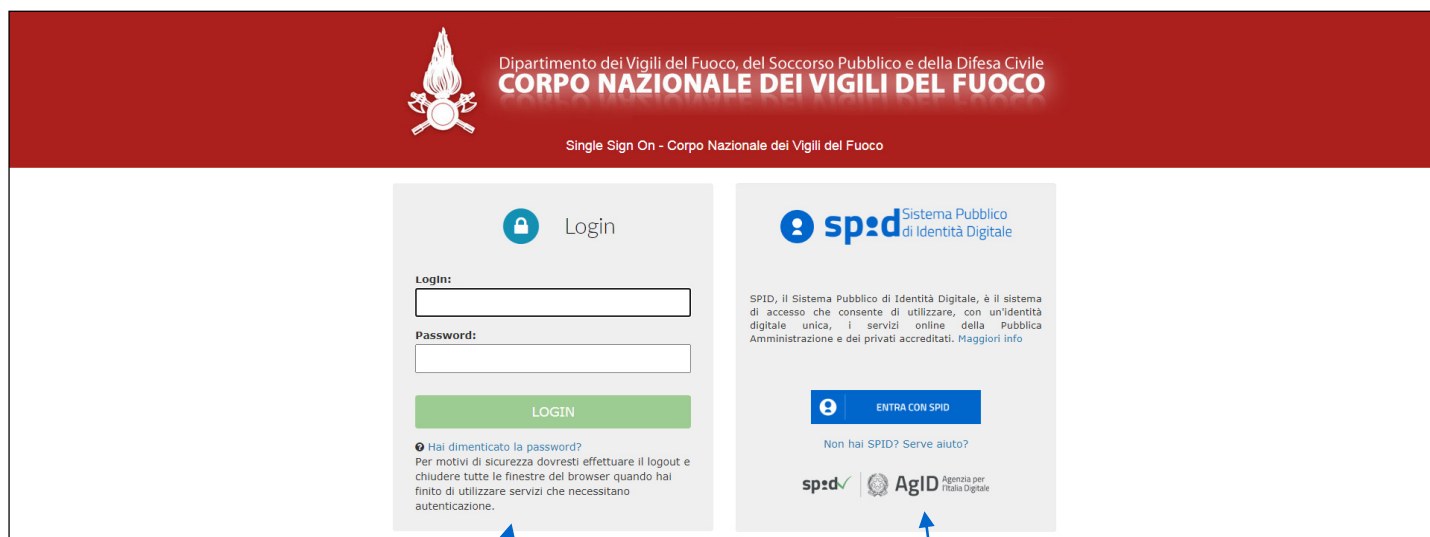 Dipartimento dei Vigili del Fuoco, del Soccorso Pubblico e della Difesa Civile
CORPO NAZIONALE DEI VIGILI DEL FUOCO
Single Sign On - Corpo Nazionale dei Vigili del Fuoco
Login
Login:
Password:
LOGIN
Hai dimenticato la password?
Per motivi di sicurezza dovresti effettuare il logout e
chiudere tutte le finestre del browser quando hai
finito di utilizzare servizi che necessitano
autenticazione.
spid Sistema Pubblico
di Identità Digitale
SPID, il Sistema Pubblico di Identità Digitale, è il sistema
di accesso che consente di utilizzare, con un'identità
digitale unica, i servizi online della Pubblica
Amministrazione e dei privati accreditati. Maggiori info
ENTRA CON SPID
Non hai SPID? Serve aiuto?
spid AgID Agenzia per
l'Italia Digitale